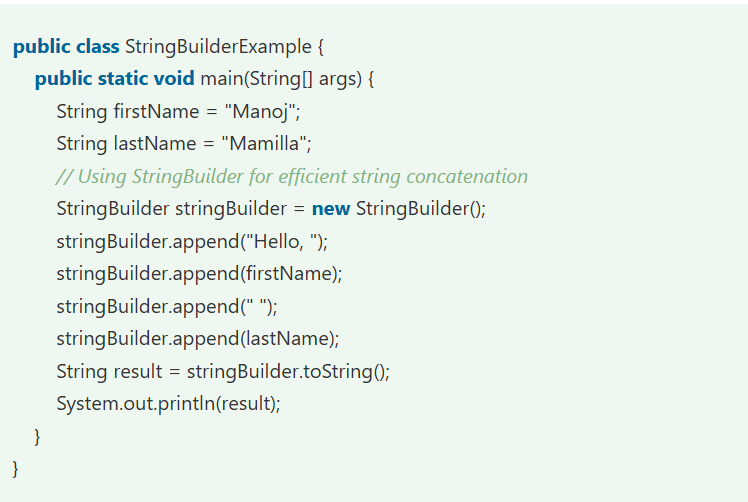 public class StringBuilderExample {
public static void main(String[] args) {
String firstName = "Manoj";
String lastName = "Mamilla";
// Using StringBuilder for efficient string concatenation
StringBuilder stringBuilder = new StringBuilder();
stringBuilder.append("Hello, ");
stringBuilder.append(firstName);
stringBuilder.append(" ");
stringBuilder.append(lastName);
String result = stringBuilder.toString();
System.out.println(result);
}
}